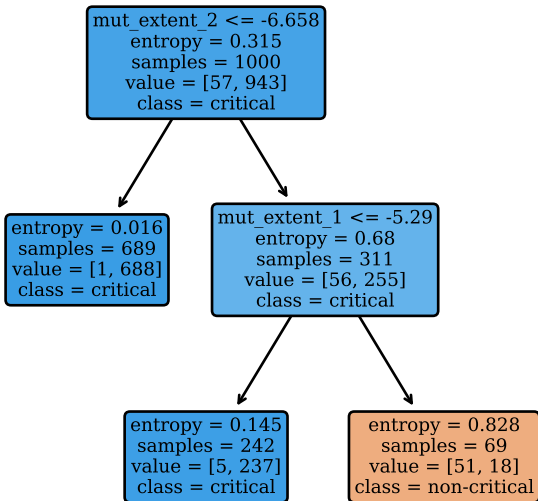 mut_extent_2 <= -6.658
entropy = 0.315
samples = 1000
value = [57, 943]
class = critical
entropy = 0.016
samples = 689
value = [1, 688]
class = critical
mut_extent_1 <= -5.29
entropy = 0.68
samples = 311
value = [56, 255]
class = critical
entropy = 0.145
samples = 242
value = [5, 237]
class = critical
entropy = 0.828
samples = 69
value = [51, 18]
class = non-critical